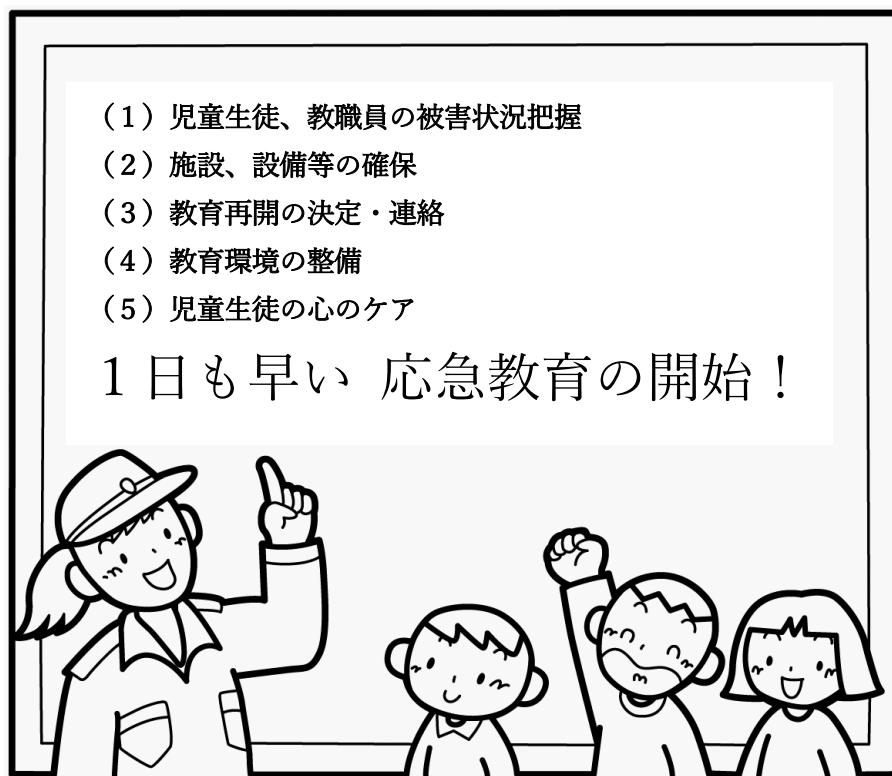 （１）児童生徒、教職員の被害状況把握
（２）施設、設備等の確保
（３）教育再開の決定・連絡
（４）教育環境の整備
（５）児童生徒の心のケア
１日も早い 応急教育の開始！